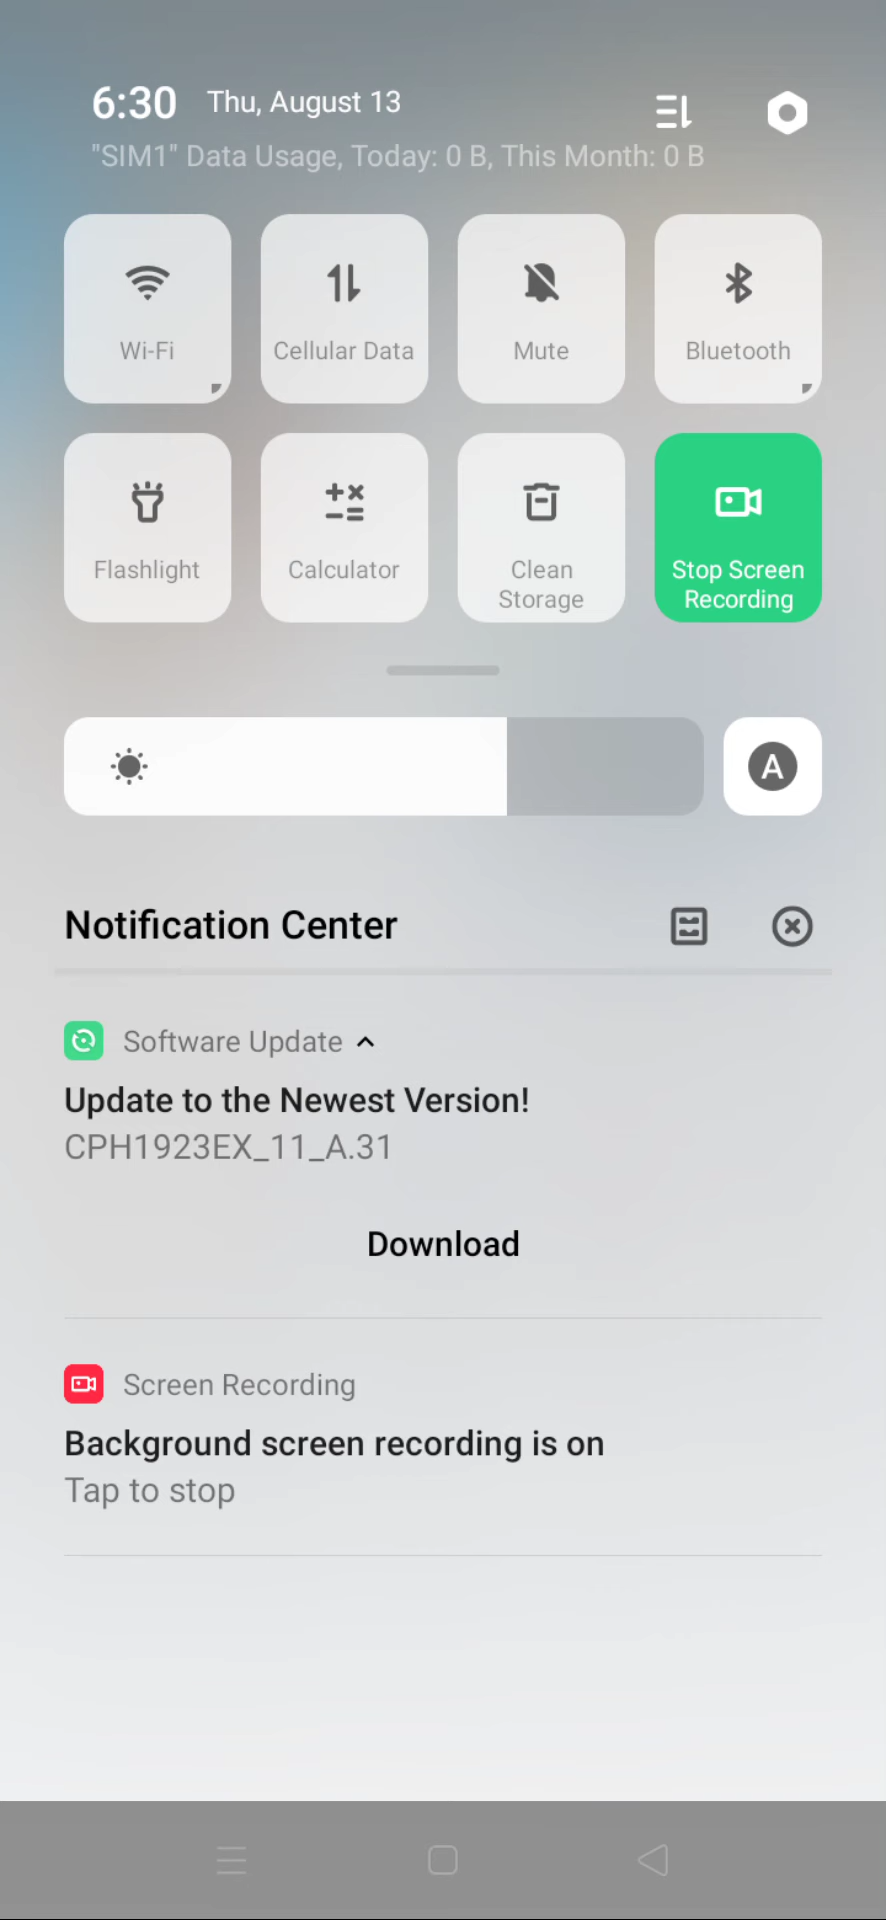 6:30 Thu, August 13
"SIM1" Data Usage, Today: 0 B, This Month: 0 B
Wi-Fi
Cellular Data
Mute
Bluetooth
Flashlight
Calculator
Clean
Storage
Stop Screen
Recording
A
Notification Center
Software Update
Update to the Newest Version!
CPH1923EX_11_A.31
Download
Screen Recording
Background screen recording is on
Tap to stop